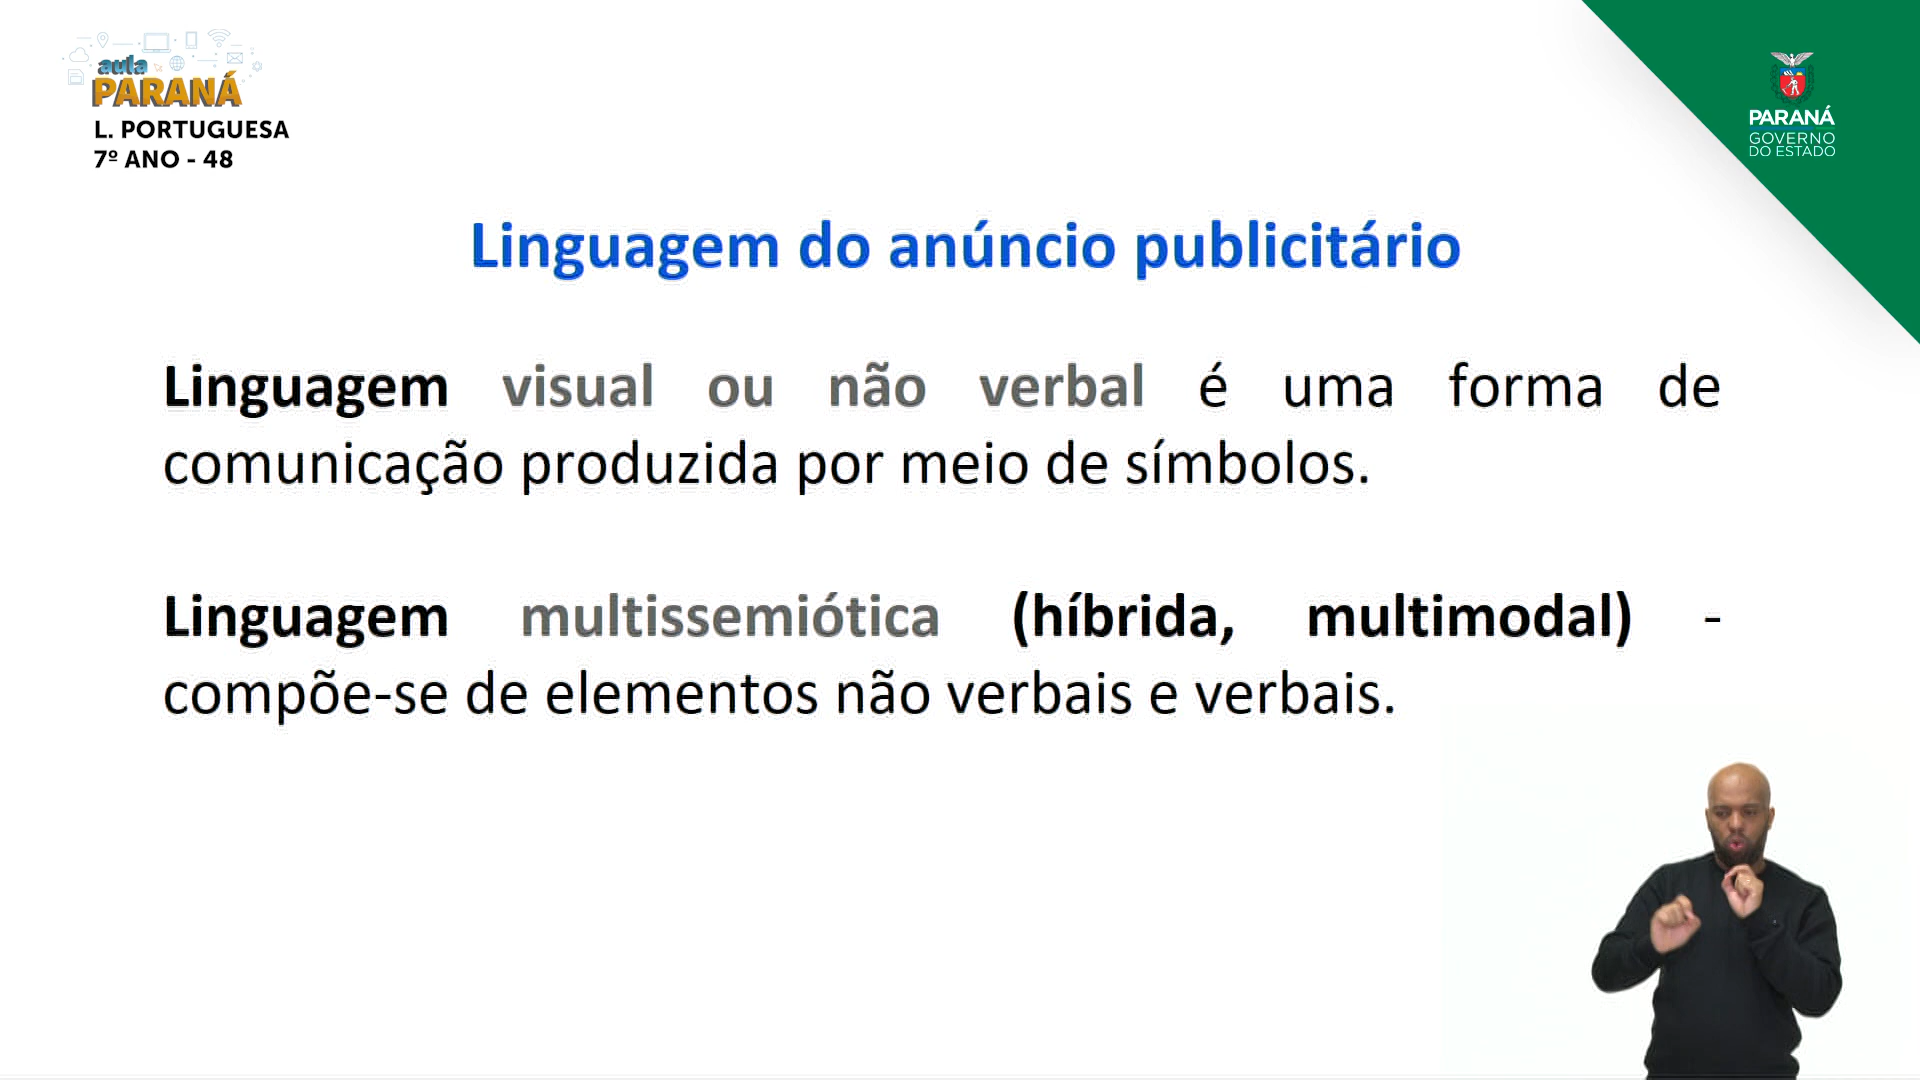 aula
PARANÁ
L. PORTUGUESA
7º ANO - 48
PARANÁ
GOVERNO
DO ESTADO
Linguagem do anúncio publicitário
Linguagem visual ou não verbal é uma forma de
comunicação produzida por meio de símbolos.
Linguagem multissemiótica (híbrida, multimodal) -
compõe-se de elementos não verbais e verbais.